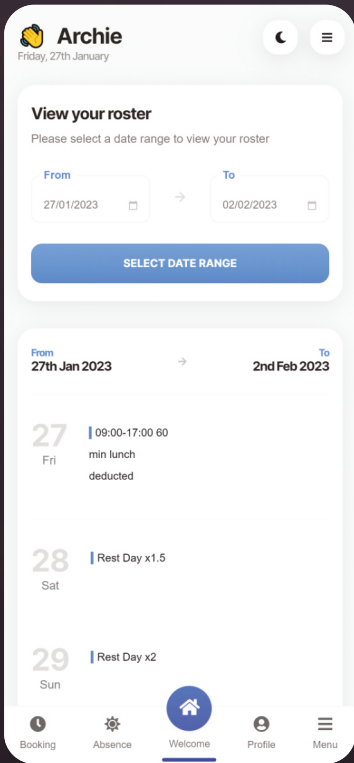 Archie
Friday, 27th January
View your roster
Please select a date range to view your roster
From
To
27/01/2023
02/02/2023
SELECT DATE RANGE
From
To
27th Jan 2023
2nd Feb 2023
27
Fri
09:00-17:00 60
min lunch
deducted
28
Sat
Rest Day x1.5
29
Sun
Rest Day x2
Booking
Absence
Welcome
Profile
Menu